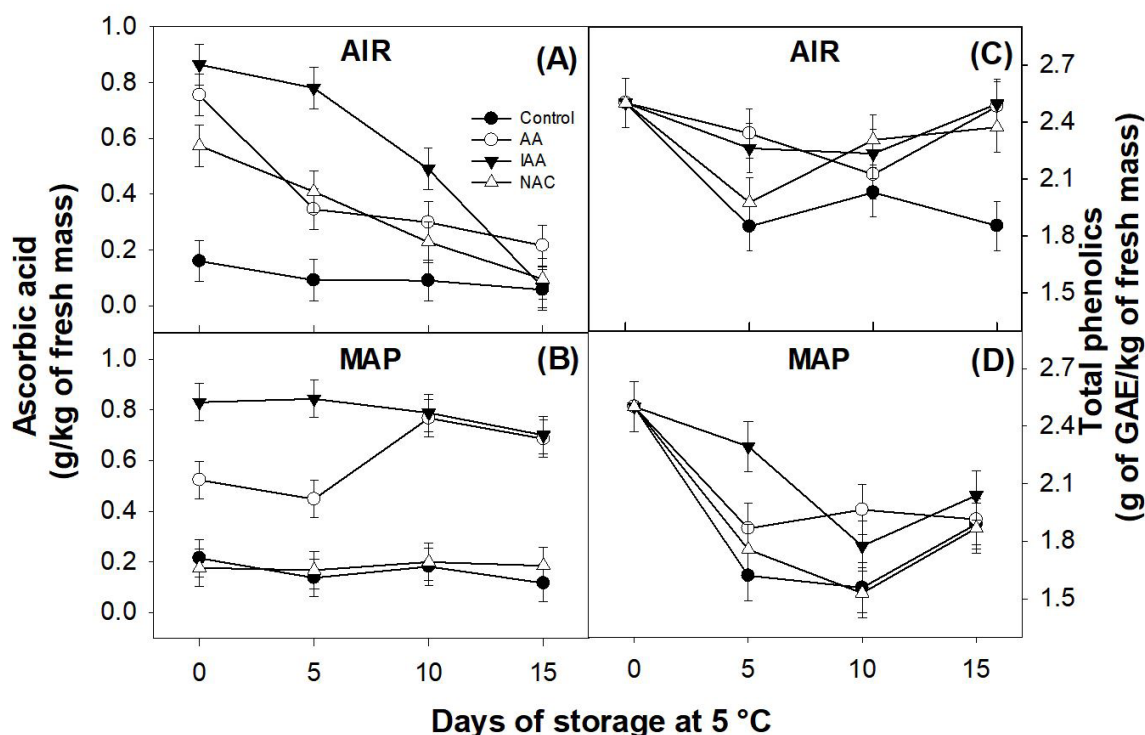 Ascorbic acid
(g/kg of fresh mass)
AIR
(A)
1.0
0.8
0.6
0.4
0.2
0.0
Control
AA
IAA
NAC
MAP
(B)
1.0
0.8
0.6
0.4
0.2
0.0
0 5 10 15
AIR
(C)
2.7
2.4
2.1
1.8
1.5
MAP
(D)
2.7
2.4
2.1
1.8
1.5
0 5 10 15
Total phenolics
(g of GAE/kg of fresh mass)
Days of storage at 5 °C